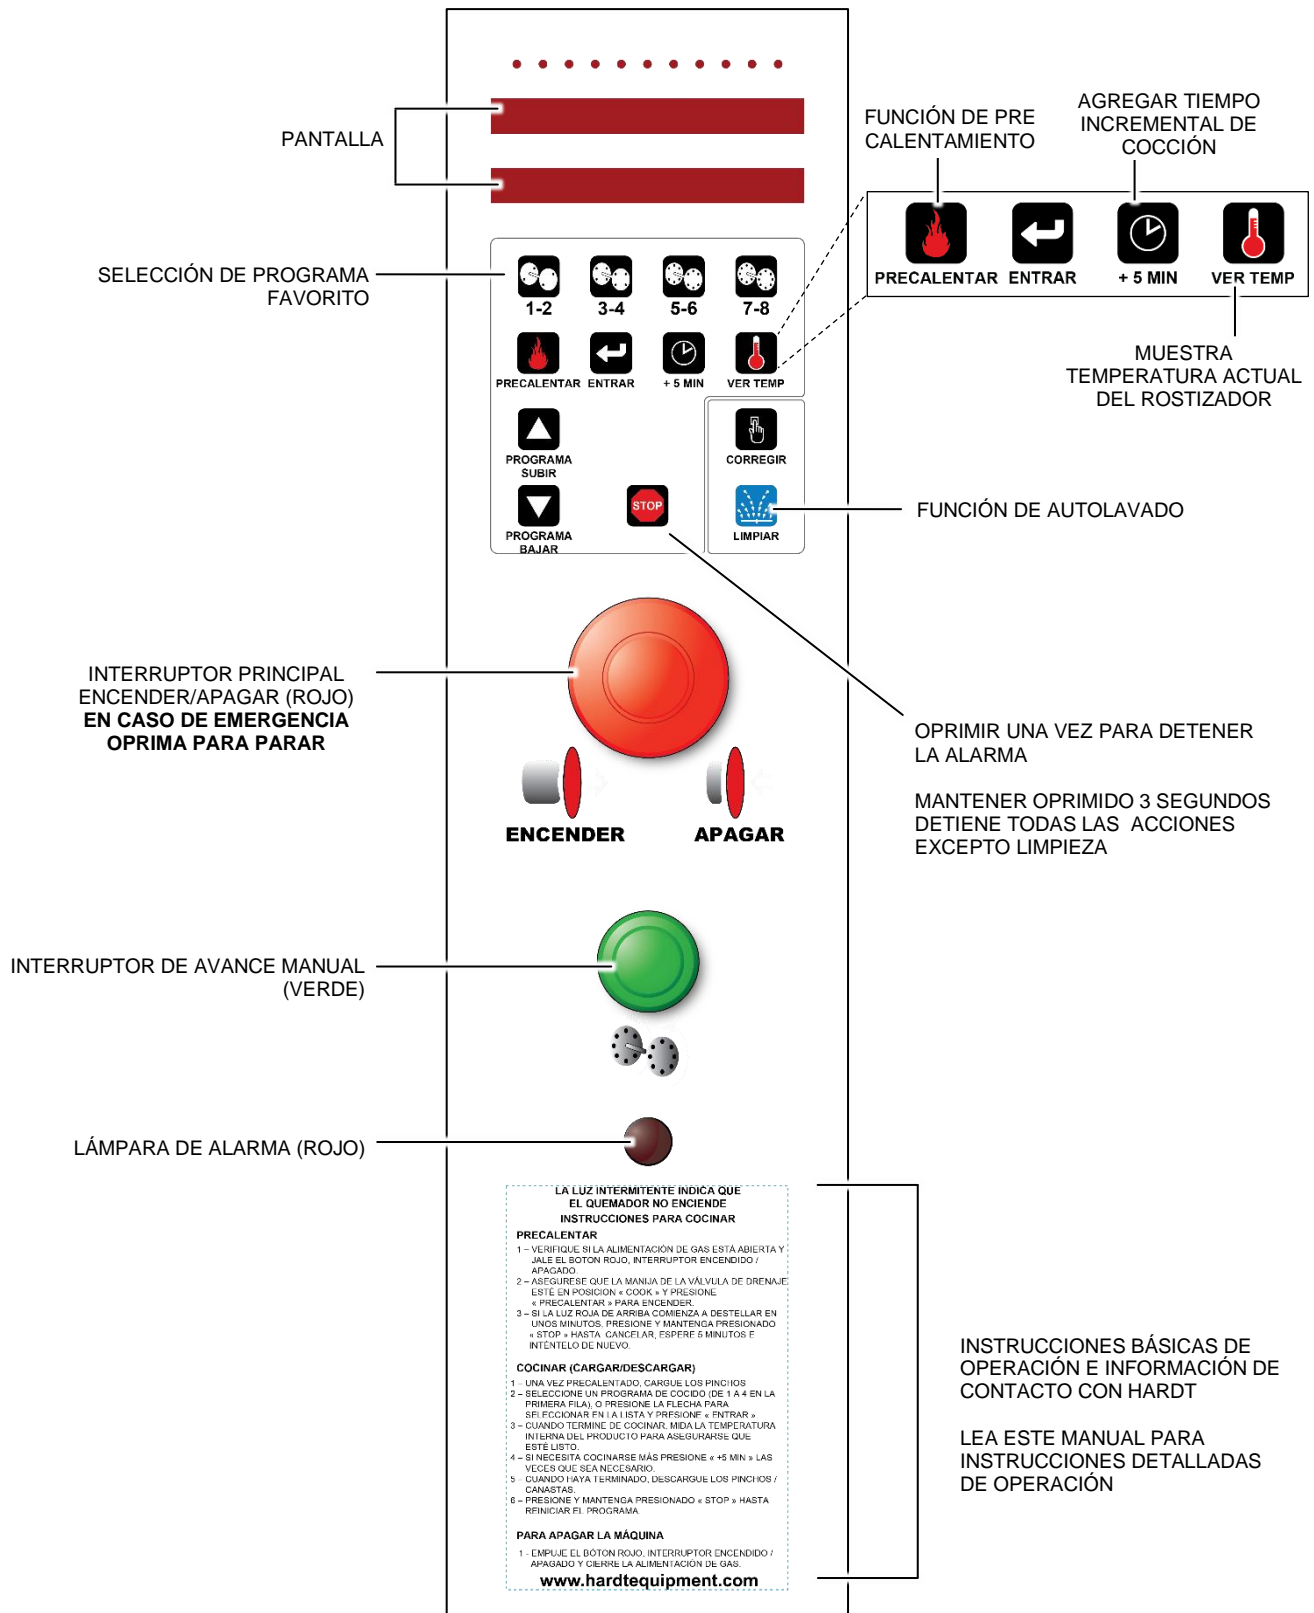 PANTALLA
FUNCIÓN DE PRE
CALENTAMIENTO
AGREGAR TIEMPO
INCREMENTAL DE
COCCIÓN
PRECALENTAR
ENTRAR
+ 5 MIN
VER TEMP
MUESTRA
TEMPERATURA ACTUAL
DEL ROSTIZADOR
SELECCIÓN DE PROGRAMA
FAVORITO
1-2
3-4
5-6
7-8
PRECALENTAR
ENTRAR
+ 5 MIN
VER TEMP
PROGRAMA
SUBIR
CORREGIR
PROGRAMA
BAJAR
STOP
LIMPIAR
FUNCIÓN DE AUTOLAVADO
INTERRUPTOR PRINCIPAL
ENCENDER/APAGAR (ROJO)
EN CASO DE EMERGENCIA
OPRIMA PARA PARAR
ENCENDER
APAGAR
OPRIMIR UNA VEZ PARA DETENER
LA ALARMA
MANTENER OPRIMIDO 3 SEGUNDOS
DETIENE TODAS LAS ACCIONES
EXCEPTO LIMPIEZA
INTERRUPTOR DE AVANCE MANUAL
(VERDE)
LÁMPARA DE ALARMA (ROJO)
LA LUZ INTERMITENTE INDICA QUE
EL QUEMADOR NO ENCIENDE
INSTRUCCIONES PARA COCINAR
PRECALENTAR
1 – VERIFIQUE SI LA ALIMENTACIÓN DE GAS ESTÁ ABIERTA Y
JALE EL BOTON ROJO, INTERRUPTOR ENCENDIDO /
APAGADO.
2 – ASEGURESE QUE LA MANIJA DE LA VÁLVULA DE DRENAJE
ESTÉ EN POSICION « COOK » Y PRESIONE
« PRECALENTAR » PARA ENCENDER.
3 – SI LA LUZ ROJA DE ARRIBA COMIENZA A DESTELLAR EN
UNOS MINUTOS, PRESIONE Y MANTENGA PRESIONADO
« STOP » HASTA CANCELAR, ESPERE 5 MINUTOS E
INTÉNTELO DE NUEVO.
COCINAR (CARGAR/DESCARGAR)
1 – UNA VEZ PRECALENTADO, CARGUE LOS PINCHOS
2 – SELECCIONE UN PROGRAMA DE COCIDO (DE 1 A 4 EN LA
PRIMERA FILA), O PRESIONE LA FLECHA PARA
SELECCIONAR EN LA LISTA Y PRESIONE « ENTRAR »
3 – CUANDO TERMINE DE COCINAR, MIDA LA TEMPERATURA
INTERNA DEL PRODUCTO PARA ASEGURARSE QUE
ESTÉ LISTO.
4 – SI NECESITA COCINARSE MÁS PRESIONE « +5 MIN » LAS
VECES QUE SEA NECESARIO.
5 – CUANDO HAYA TERMINADO, DESCARGUE LOS PINCHOS /
CANASTAS.
6 – PRESIONE Y MANTENGA PRESIONADO « STOP » HASTA
REINICIAR EL PROGRAMA.
PARA APAGAR LA MÁQUINA
1 - EMPUJE EL BÓTON ROJO, INTERRUPTOR ENCENDIDO /
APAGADO Y CIERRE LA ALIMENTACIÓN DE GAS.
www.hardtequipment.com
INSTRUCCIONES BÁSICAS DE
OPERACIÓN E INFORMACIÓN DE
CONTACTO CON HARDT
LEA ESTE MANUAL PARA
INSTRUCCIONES DETALLADAS
DE OPERACIÓN